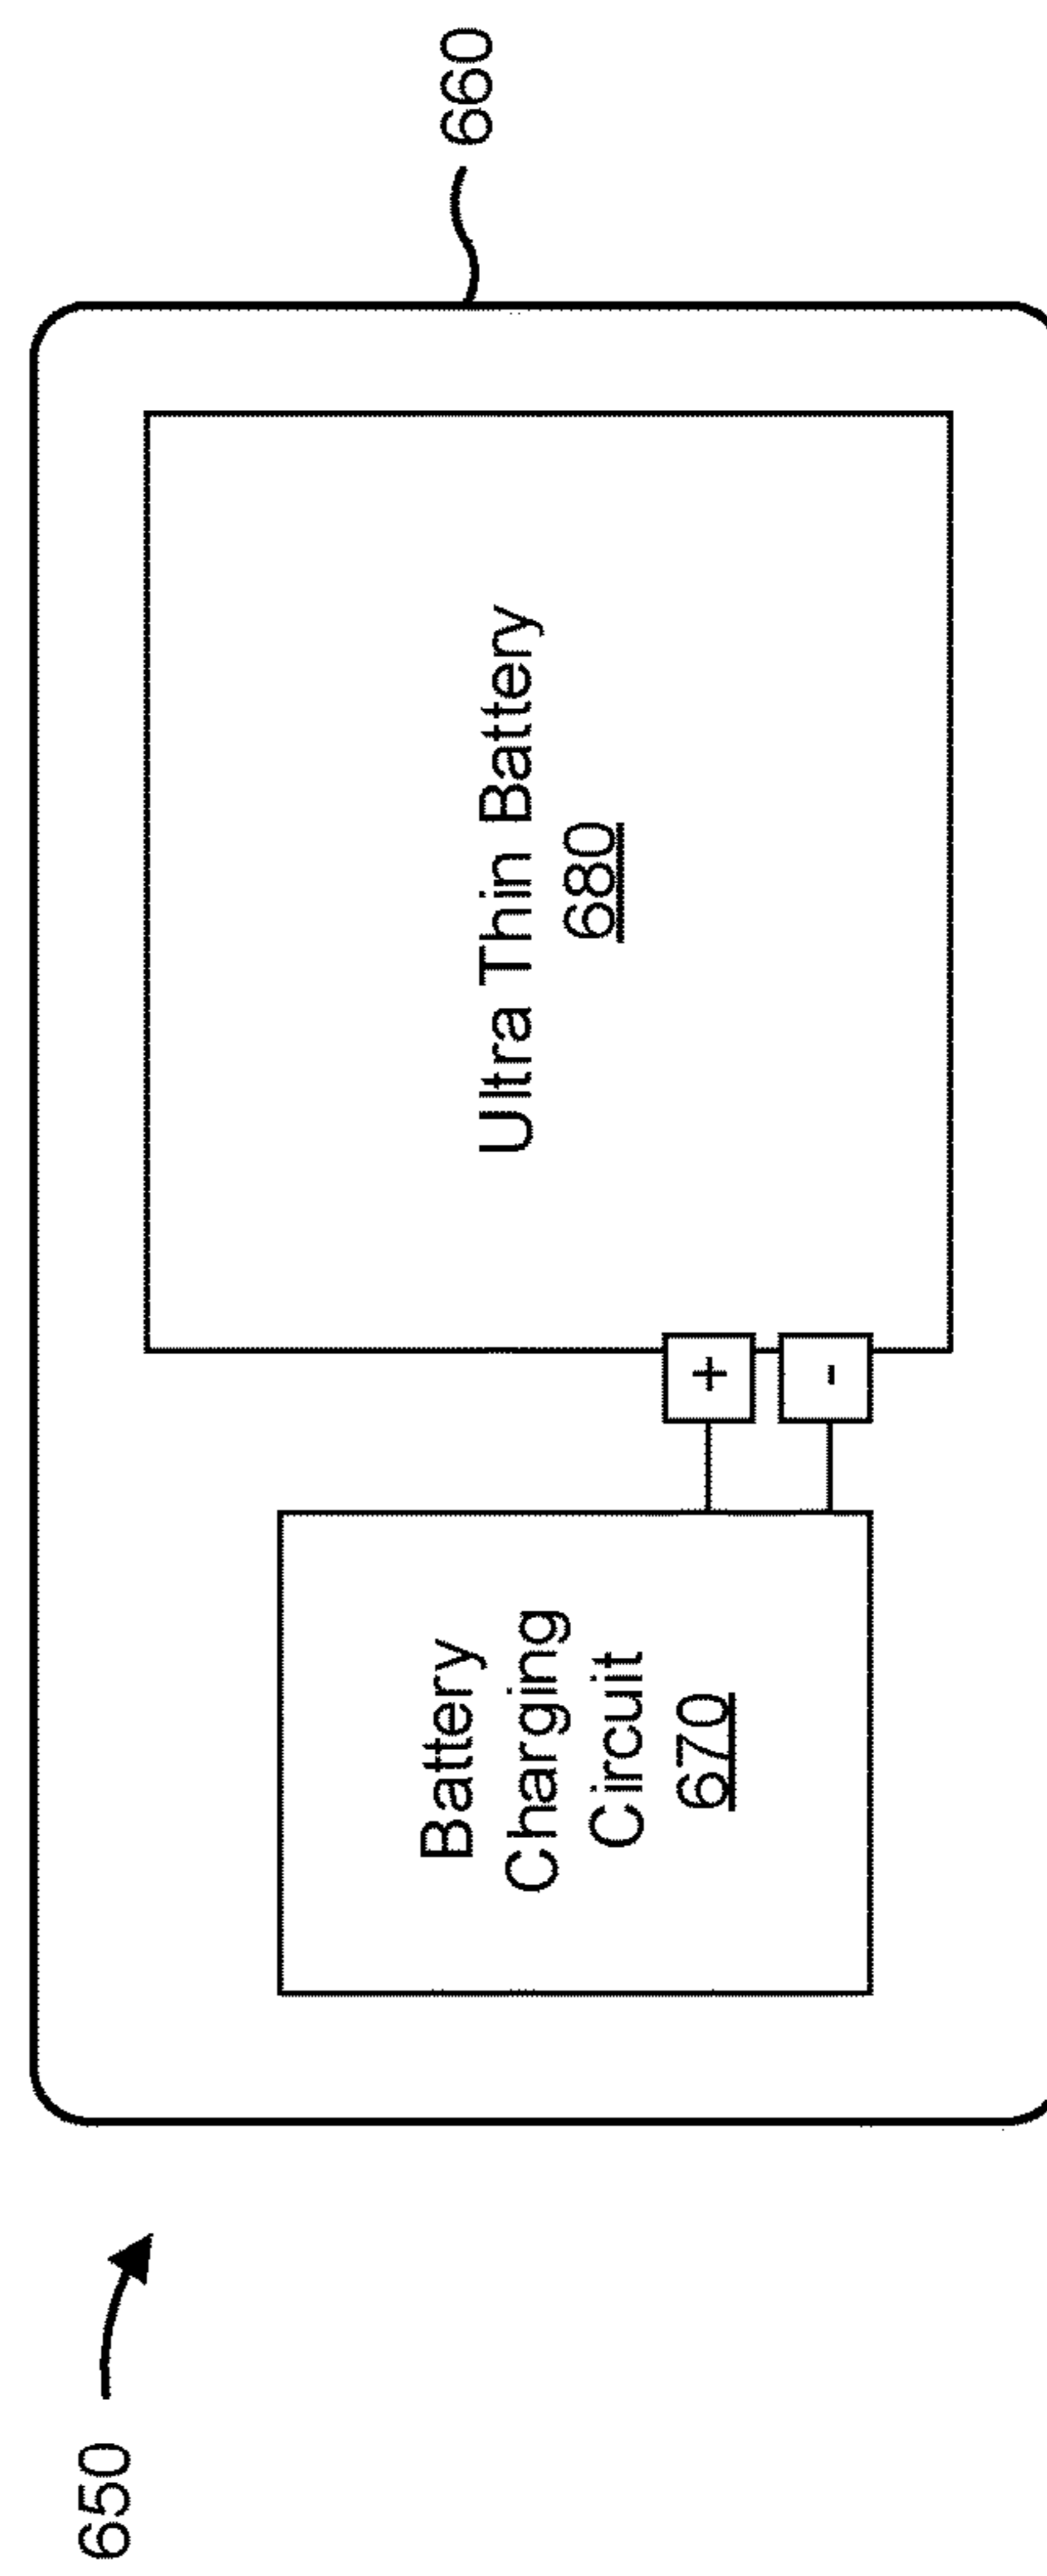 650
660
Battery
Charging
Circuit
670
+
-
Ultra Thin Battery
680